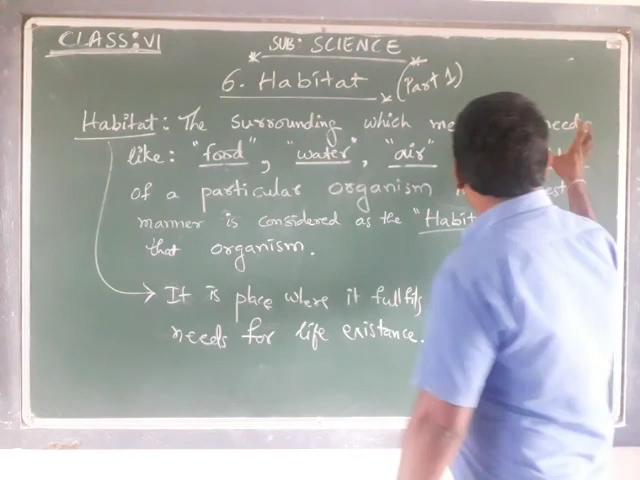 CLASS: VI
SUB: SCIENCE
6. Habitat (Part 1)
Habitat: The surrounding which me needs
like: "food", "water", "air"
of a particular organism
manner is considered as the "Habit
that organism.
It is place where it fullfils
needs for life existance.